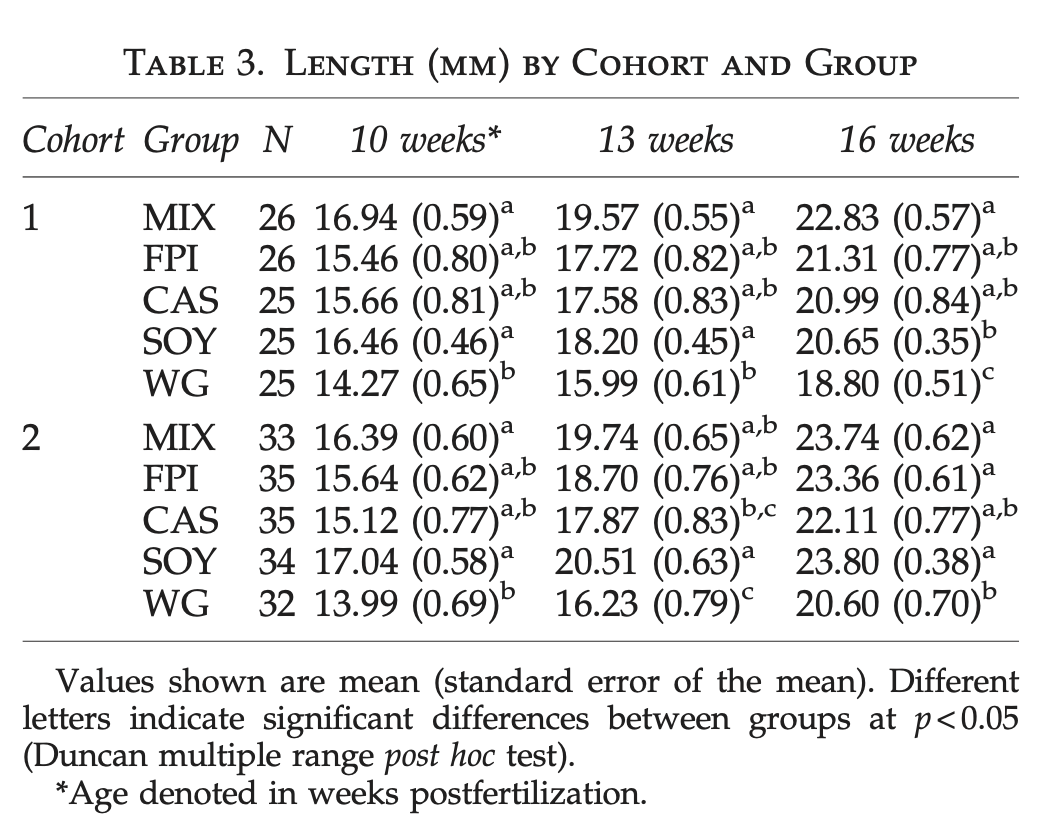 TABLE 3. LENGTH (MM) BY COHORT AND GROUP
Cohort Group N 10 weeks* 13 weeks 16 weeks
1 MIX 26 16.94 (0.59)a 19.57 (0.55)a 22.83 (0.57)a
FPI 26 15.46 (0.80)a,b 17.72 (0.82)a,b 21.31 (0.77)a,b
CAS 25 15.66 (0.81)a,b 17.58 (0.83)a,b 20.99 (0.84)a,b
SOY 25 16.46 (0.46)a 18.20 (0.45)a 20.65 (0.35)b
WG 25 14.27 (0.65)b 15.99 (0.61)b 18.80 (0.51)c
2 MIX 33 16.39 (0.60)a 19.74 (0.65)a,b 23.74 (0.62)a
FPI 35 15.64 (0.62)a,b 18.70 (0.76)a,b 23.36 (0.61)a
CAS 35 15.12 (0.77)a,b 17.87 (0.83)b,c 22.11 (0.77)a,b
SOY 34 17.04 (0.58)a 20.51 (0.63)a 23.80 (0.38)a
WG 32 13.99 (0.69)b 16.23 (0.79)c 20.60 (0.70)b
Values shown are mean (standard error of the mean). Different
letters indicate significant differences between groups at p<0.05
(Duncan multiple range post hoc test).
*Age denoted in weeks postfertilization.